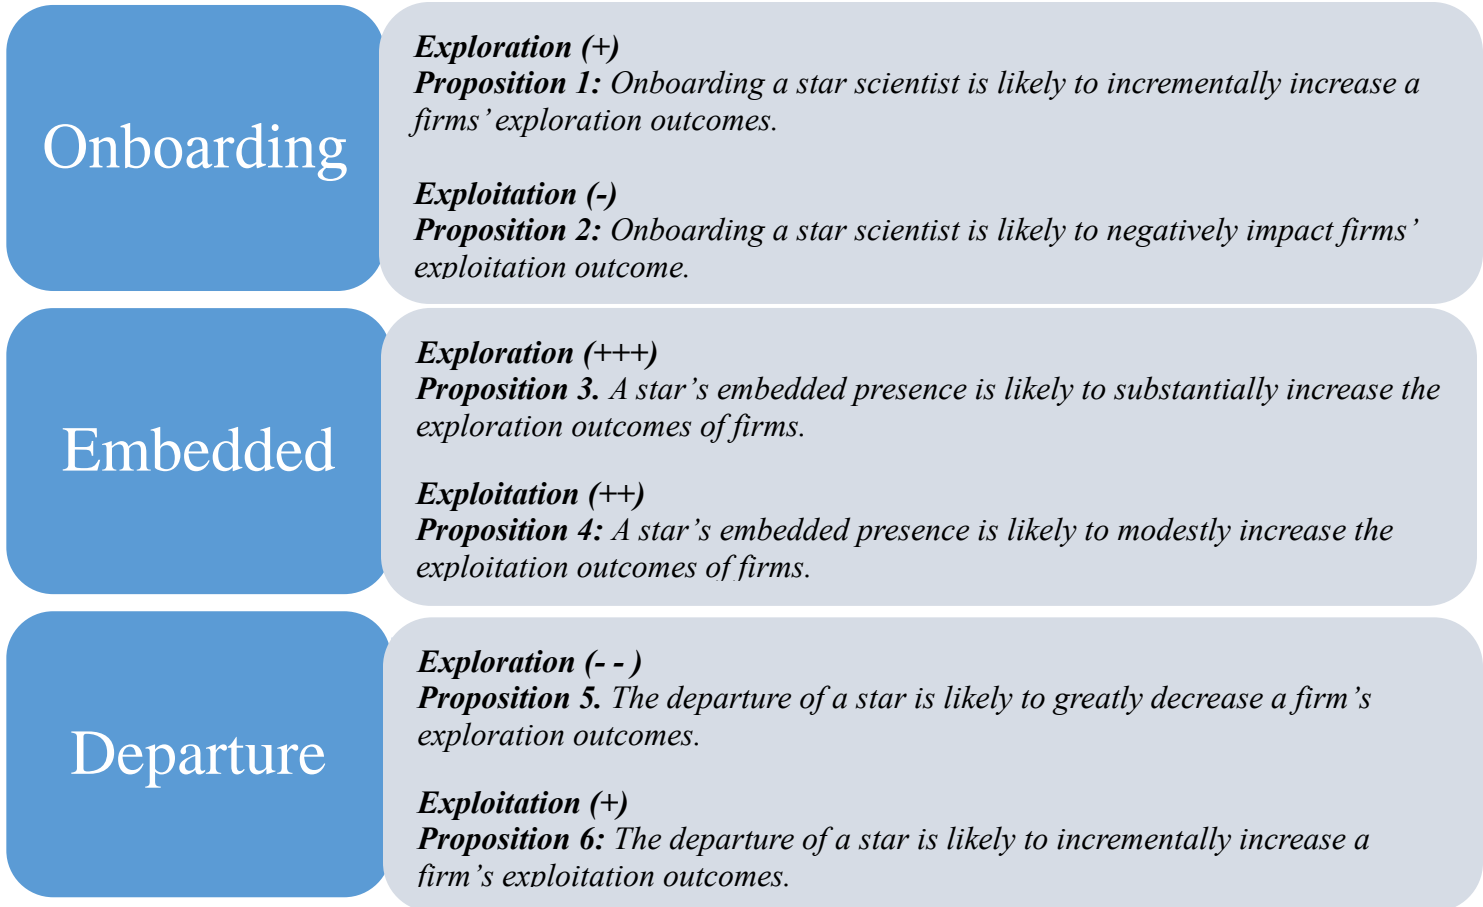 Onboarding
Exploration (+)
Proposition 1: Onboarding a star scientist is likely to incrementally increase a
firms’ exploration outcomes.
Exploitation (-)
Proposition 2: Onboarding a star scientist is likely to negatively impact firms’
exploitation outcome.
Embedded
Exploration (+++)
Proposition 3. A star’s embedded presence is likely to substantially increase the
exploration outcomes of firms.
Exploitation (++)
Proposition 4: A star’s embedded presence is likely to modestly increase the
exploitation outcomes of firms.
Departure
Exploration (- - )
Proposition 5. The departure of a star is likely to greatly decrease a firm’s
exploration outcomes.
Exploitation (+)
Proposition 6: The departure of a star is likely to incrementally increase a
firm’s exploitation outcomes.